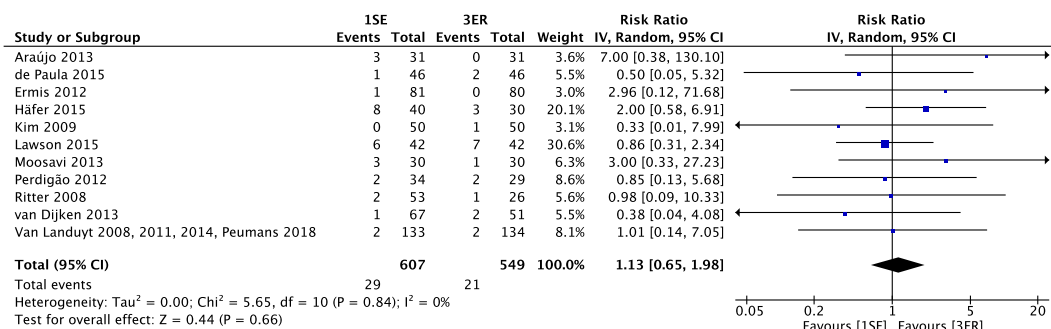 1SE 3ER Risk Ratio Risk Ratio
Study or Subgroup Events Total Events Total Weight IV, Random, 95% CI IV, Random, 95% CI
Araújo 2013 3 31 0 31 3.6% 7.00 [0.38, 130.10]
de Paula 2015 1 46 2 46 5.5% 0.50 [0.05, 5.32]
Ermis 2012 1 81 0 80 3.0% 2.96 [0.12, 71.68]
Häfer 2015 8 40 3 30 20.1% 2.00 [0.58, 6.91]
Kim 2009 0 50 1 50 3.1% 0.33 [0.01, 7.99]
Lawson 2015 6 42 7 42 30.6% 0.86 [0.31, 2.34]
Moosavi 2013 3 30 1 30 6.3% 3.00 [0.33, 27.23]
Perdigão 2012 2 34 2 29 8.6% 0.85 [0.13, 5.68]
Ritter 2008 2 53 1 26 5.6% 0.98 [0.09, 10.33]
van Dijken 2013 1 67 2 51 5.5% 0.38 [0.04, 4.08]
Van Landuyt 2008, 2011, 2014, Peumans 2018 2 133 2 134 8.1% 1.01 [0.14, 7.05]
Total (95% CI) 607 549 100.0% 1.13 [0.65, 1.98]
Total events 29 21
Heterogeneity: Tau² = 0.00; Chi² = 5.65, df = 10 (P = 0.84); I² = 0%
Test for overall effect: Z = 0.44 (P = 0.66)
0.05 0.2 1 5 20
Favours [1SE] Favours [3ER]